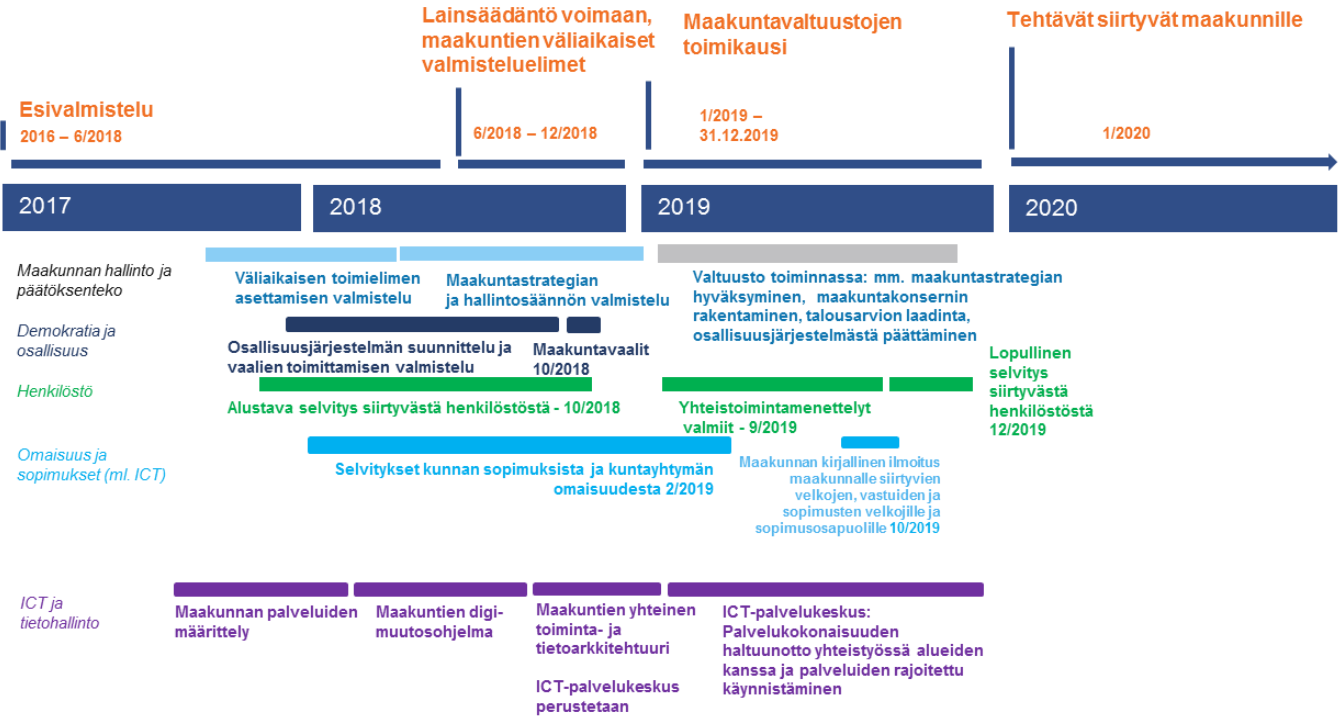 Lainsäädäntö voimaan,
maakuntien väliaikaiset
valmisteluelimet
Maakuntavaltuustojen
toimikausi
Tehtävät siirtyvät maakunnille
Esivalmistelu
2016 – 6/2018
6/2018 – 12/2018
1/2019 –
31.12.2019
1/2020
2017
2018
2019
2020
Maakunnan hallinto ja
päätöksenteko
Väliaikaisen toimielimen
asettamisen valmistelu
Maakuntastrategian
ja hallintosäännön valmistelu
Valtuusto toiminnassa: mm. maakuntastrategian
hyväksyminen, maakuntakonsernin
rakentaminen, talousarvion laadinta,
osallisuusjärjestelmästä päättäminen
Demokratia ja
osallisuus
Osallisuusjärjestelmän suunnittelu ja
vaalien toimittamisen valmistelu
Maakuntavaalit
10/2018
Henkilöstö
Alustava selvitys siirtyvästä henkilöstöstä - 10/2018
Yhteistoimintamenettelyt
valmiit - 9/2019
Lopullinen
selvitys
siirtyvästä
henkilöstöstä
12/2019
Omaisuus ja
sopimukset (ml. ICT)
Selvitykset kunnan sopimuksista ja kuntayhtymän
omaisuudesta 2/2019
Maakunnan kirjallinen ilmoitus
maakunnalle siirtyvien
velkojen, vastuiden ja
sopimusten velkojille ja
sopimusosapuolille 10/2019
ICT ja
tietohallinto
Maakunnan palveluiden
määrittely
Maakuntien digi-
muutosohjelma
Maakuntien yhteinen
toiminta- ja
tietoarkkitehtuuri
ICT-palvelukeskus
perustetaan
ICT-palvelukeskus:
Palvelukokonaisuuden
haltuunotto yhteistyössä alueiden
kanssa ja palveluiden rajoitettu
käynnistäminen